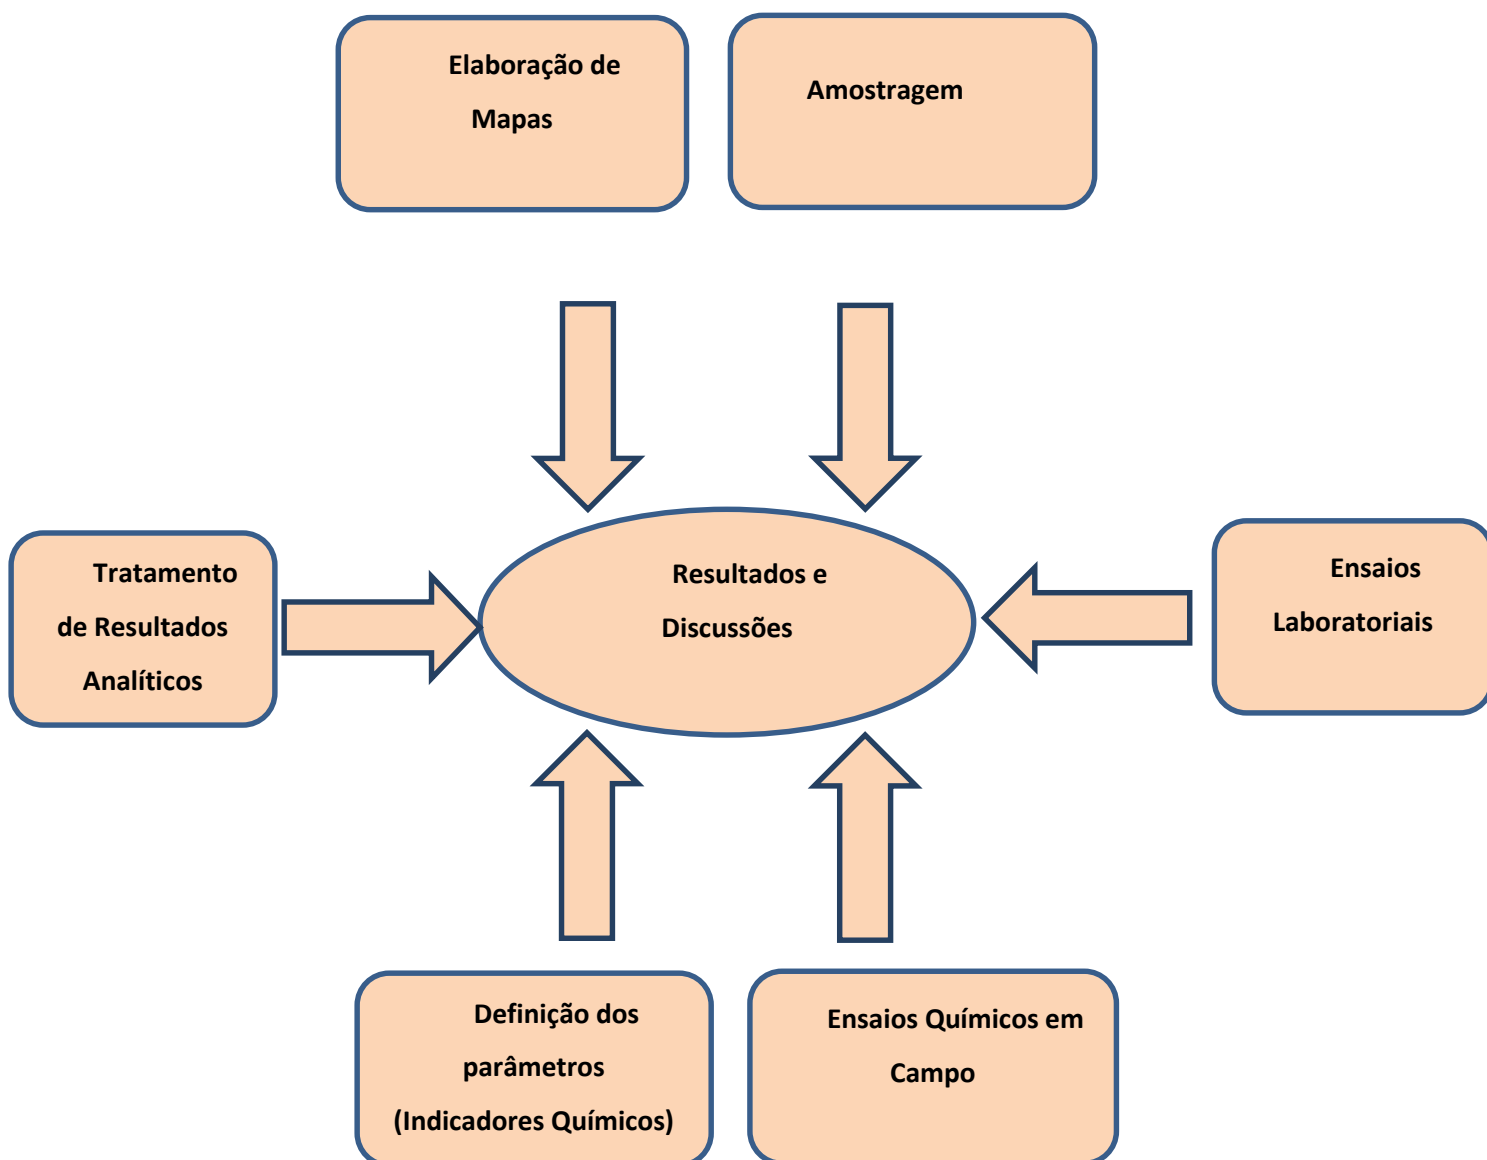 Elaboração de
Mapas
Amostragem
Tratamento
de Resultados
Analíticos
Resultados e
Discussões
Ensaios
Laboratoriais
Definição dos
parâmetros
(Indicadores Químicos)
Ensaios Químicos em
Campo